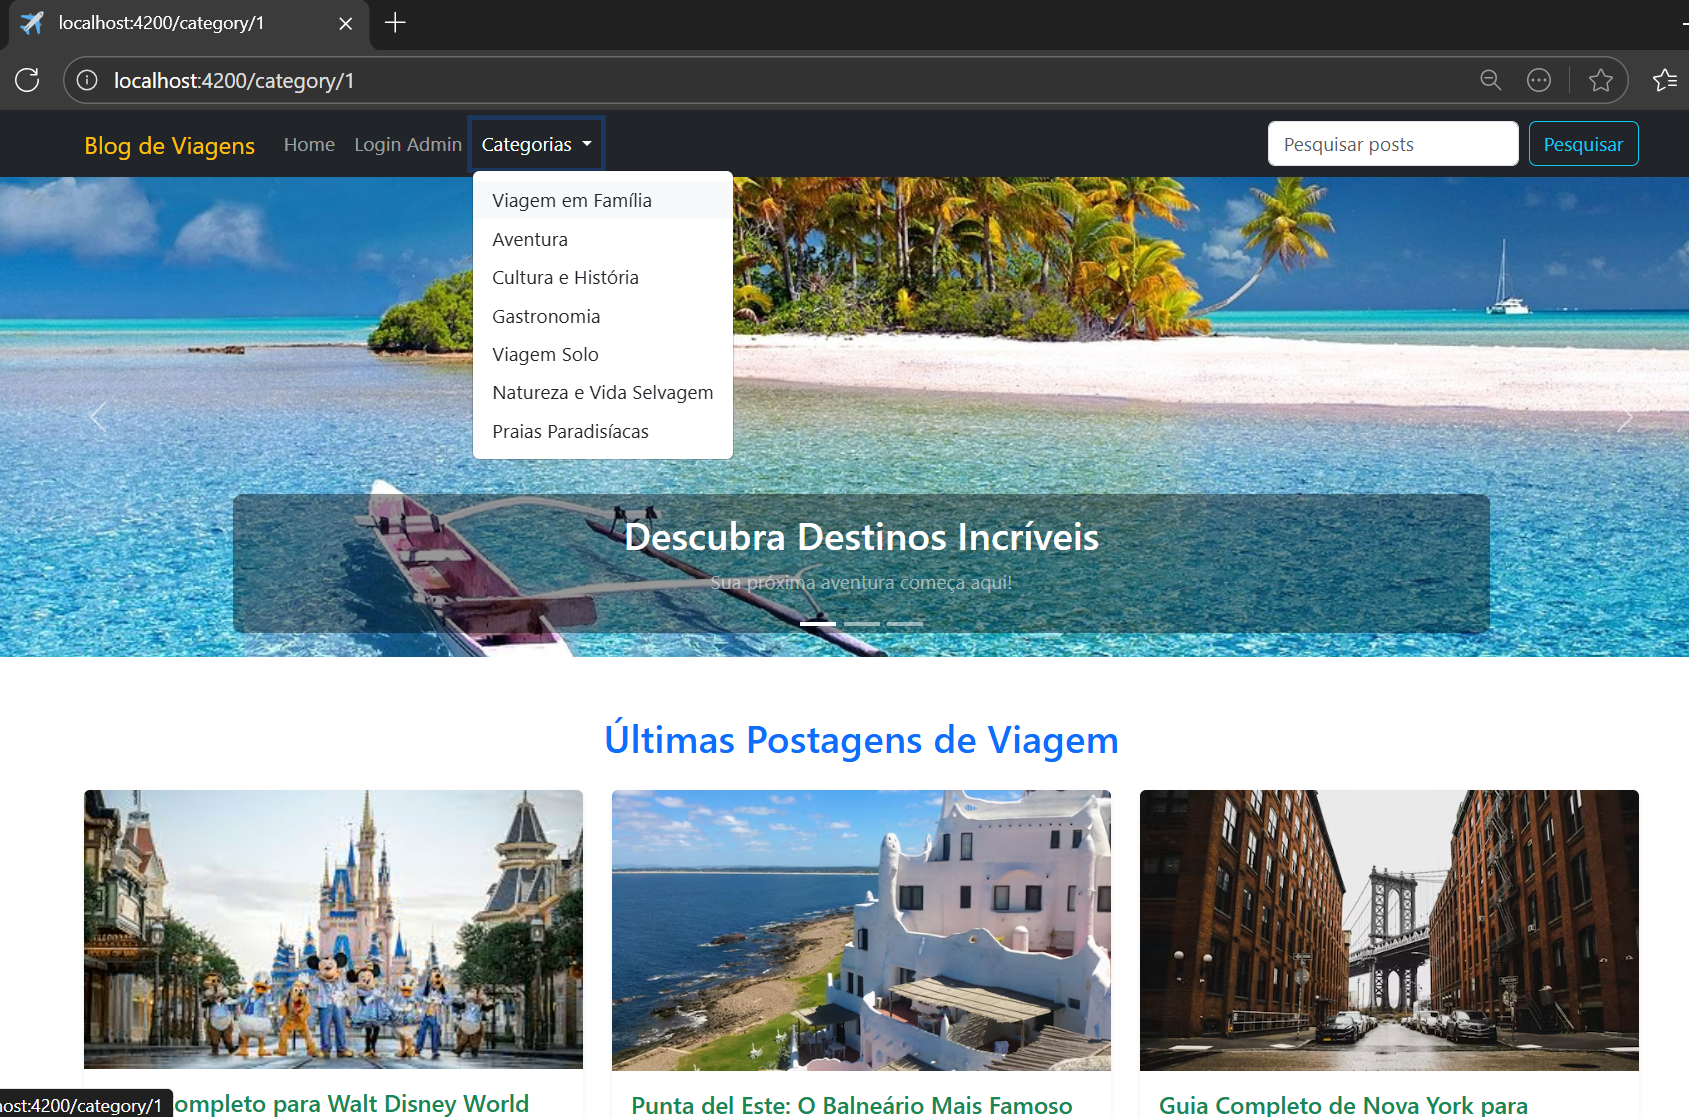 localhost:4200/category/1
localhost:4200/category/1
Blog de Viagens Home Login Admin Categorias Pesquisar posts Pesquisar
Viagem em Família
Aventura
Cultura e História
Gastronomia
Viagem Solo
Natureza e Vida Selvagem
Praias Paradisíacas
Descubra Destinos Incríveis
Sua próxima aventura começa aqui!
Últimas Postagens de Viagem
ompleto para Walt Disney World
Punta del Este: O Balneário Mais Famoso
Guia Completo de Nova York para
ost:4200/category/1